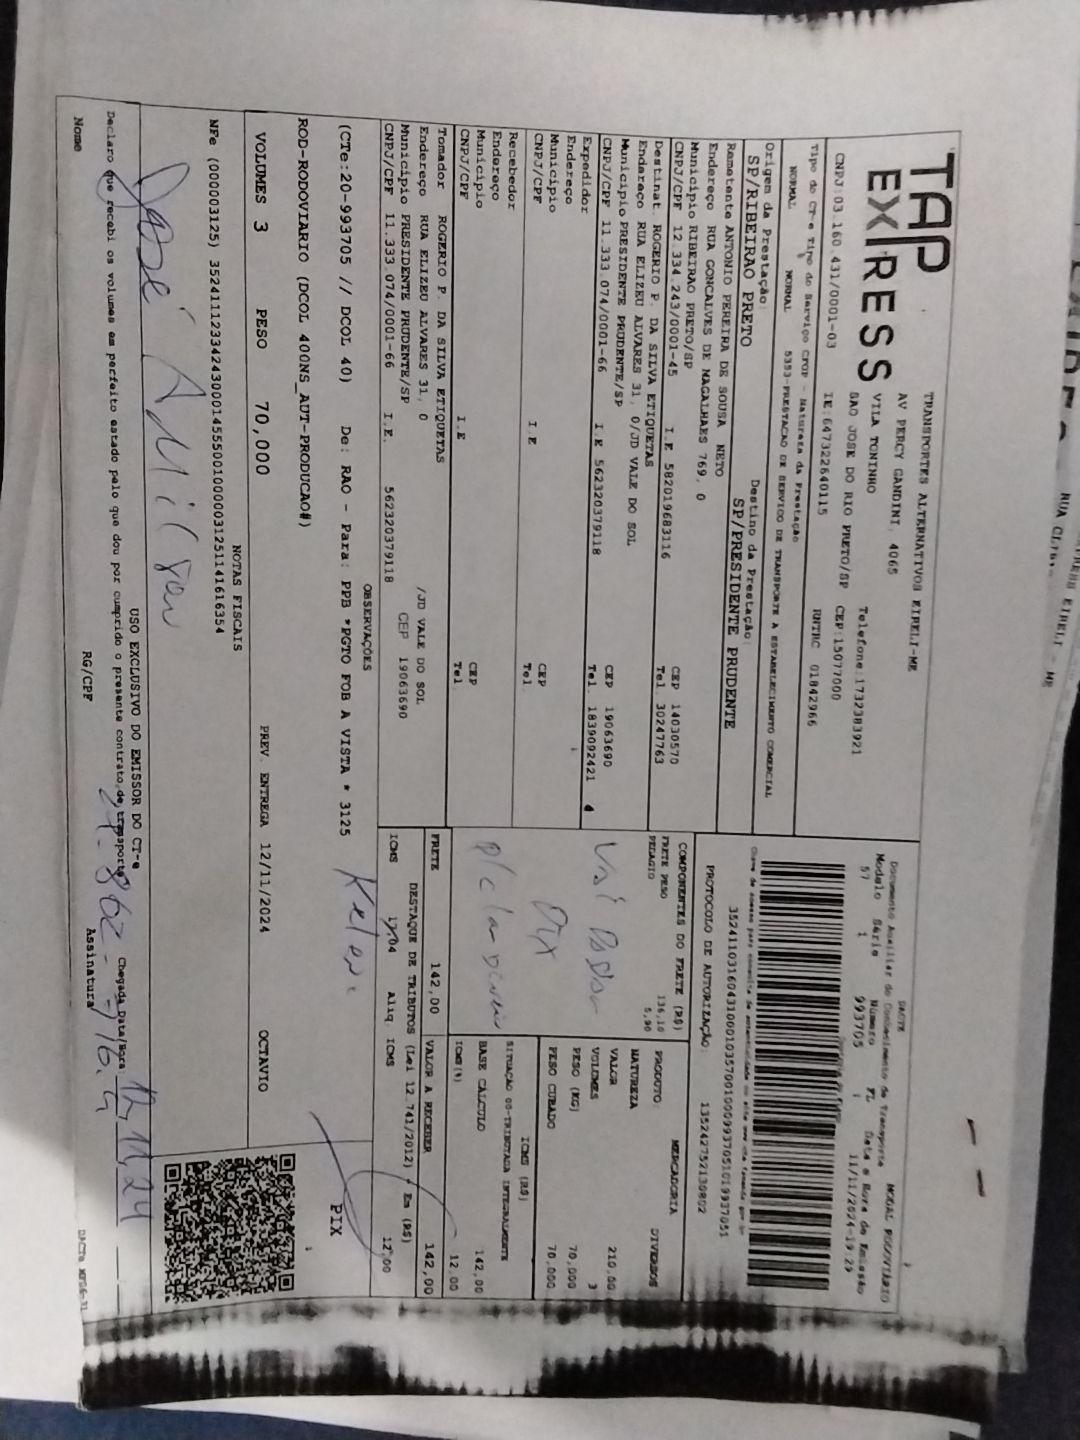 TAP
EXPRESS
TRANSPORTES ALTERNATIVOS EIRELI-ME
AV PERCY GANDINI, 4065
VILA TONINHO
SAO JOSE DO RIO PRETO/SP CEP:15077000
Telefone:1732383921
CNPJ:03.160.431/0001-03 IE:647322640115 RNTRC 01842966
Tipo do CT-e Tipo do Serviço CFOP - Natureza da Prestação
NORMAL NORMAL 5353-PRESTACAO DE SERVICO DE TRANSPORTE A ESTABELECIMENTO COMERCIAL
Origem da Prestação: Destino da Prestação:
SP/RIBEIRAO PRETO SP/PRESIDENTE PRUDENTE
Remetente ANTONIO PEREIRA DE SOUSA NETO
Endereço RUA GONCALVES DE MAGALHAES 769, 0
Município RIBEIRAO PRETO/SP CEP 14030570
CNPJ/CPF 12.334.243/0001-45 I.E 582019683116 Tel. 30247763
Destinat. ROGERIO P. DA SILVA ETIQUETAS
Endereço RUA ELIZEU ALVARES 31, 0/JD VALE DO SOL
Município PRESIDENTE PRUDENTE/SP CEP 19063690
CNPJ/CPF 11.333.074/0001-66 I.E 562320379118 Tel. 1839092421 4
Expedidor
Endereço
Município CEP
CNPJ/CPF I.E Tel
Recebedor
Endereço
Município CEP
CNPJ/CPF I.E Tel.
Tomador ROGERIO P. DA SILVA ETIQUETAS
Endereço RUA ELIZEU ALVARES 31, 0 /JD VALE DO SOL
Município PRESIDENTE PRUDENTE/SP CEP 19063690
CNPJ/CPF 11.333.074/0001-66 I.E. 562320379118
DACTE
Documento Auxiliar do Conhecimento de Transporte
MODAL RODOVIÁRIO
Modelo Série Número FL Data e Hora de Emissão
57 1 993705 1 11/11/2024-19:29
35241103160431000103570010009937051019937051
PROTOCOLO DE AUTORIZAÇÃO: 135242752130802
COMPONENTES DO FRETE (R$)
FRETE PESO 136,10
PEDAGIO 5,90
Pix
PRODUTO: MERCADORIA
NATUREZA DIVERSOS
VALOR 210,00
VOLUMES 3
PESO (KG) 70,000
PESO CUBADO 70,000
ICMS (R$)
SITUAÇÃO 00-TRIBUTADA INTEGRALMENTE
BASE CÁLCULO 142,00
ICMS(%) 12,00
FRETE 142,00 VALOR A RECEBER 142,00
DESTAQUE DE TRIBUTOS (Lei 12.741/2012) - Em (R$)
ICMS 17,04 Aliq. ICMS 12,00
OBSERVAÇÕES
(CTe:20-993705 // DCOL 40) De: RAO - Para: PPB *PGTO FOB A VISTA * 3125
PIX
ROD-RODOVIARIO (DCOL 400NS_AUT-PRODUCAO#)
VOLUMES 3 PESO 70,000 PREV. ENTREGA 12/11/2024 OCTAVIO
NOTAS FISCAIS
NFe (000003125) 35241112334243000145550010000031251141616354
USO EXCLUSIVO DO EMISSOR DO CT-e
Declaro que recebi os volumes em perfeito estado pelo que dou por cumprido o presente contrato de transporte Chegada Data/Hora: 12 11 24
Nome RG/CPF Assinatura
José